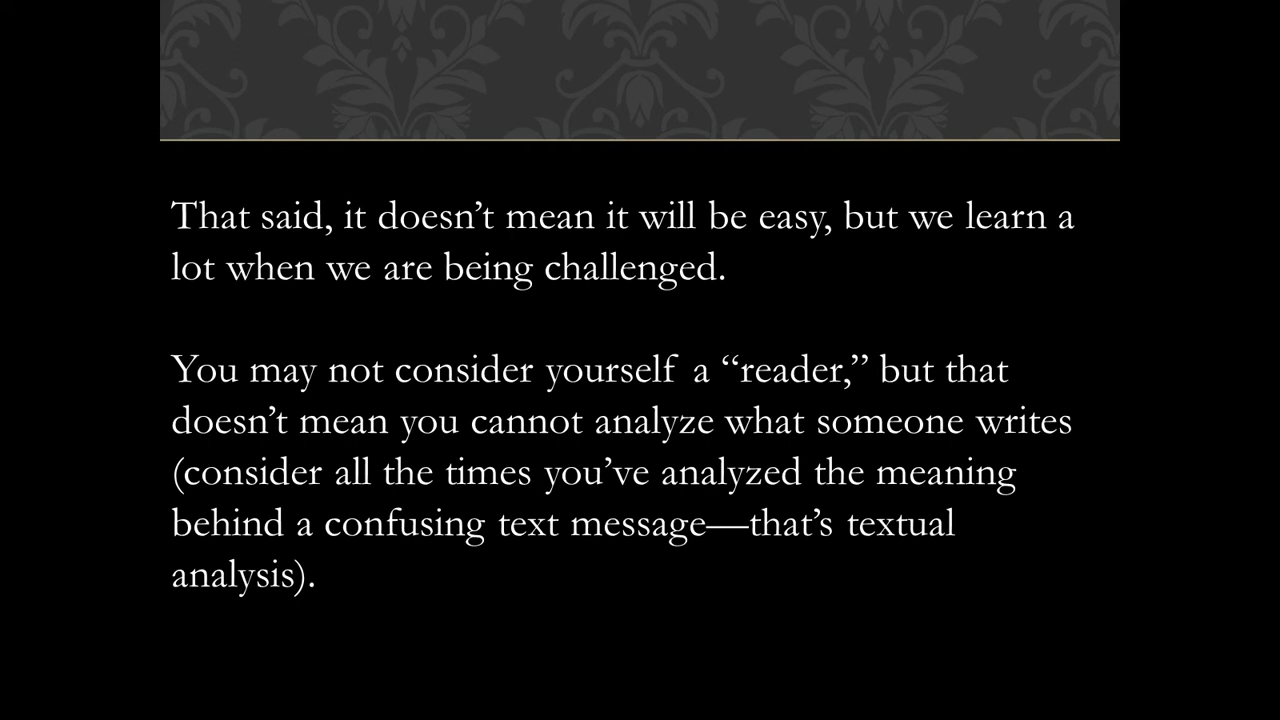 That said, it doesn’t mean it will be easy, but we learn a
lot when we are being challenged.
You may not consider yourself a “reader,” but that
doesn’t mean you cannot analyze what someone writes
(consider all the times you’ve analyzed the meaning
behind a confusing text message—that’s textual
analysis).